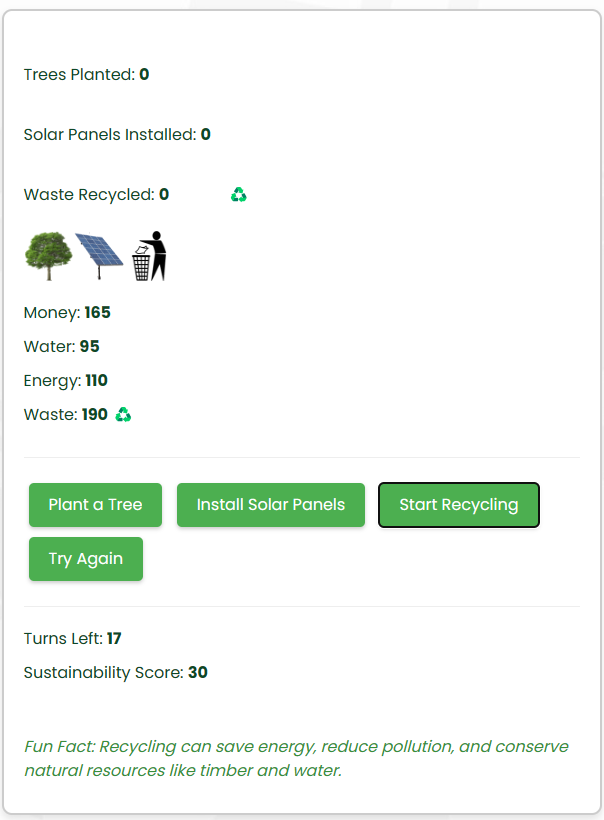 Trees Planted: 0
Solar Panels Installed: 0
Waste Recycled: 0
Money: 165
Water: 95
Energy: 110
Waste: 190
Plant a Tree
Install Solar Panels
Start Recycling
Try Again
Turns Left: 17
Sustainability Score: 30
Fun Fact: Recycling can save energy, reduce pollution, and conserve
natural resources like timber and water.